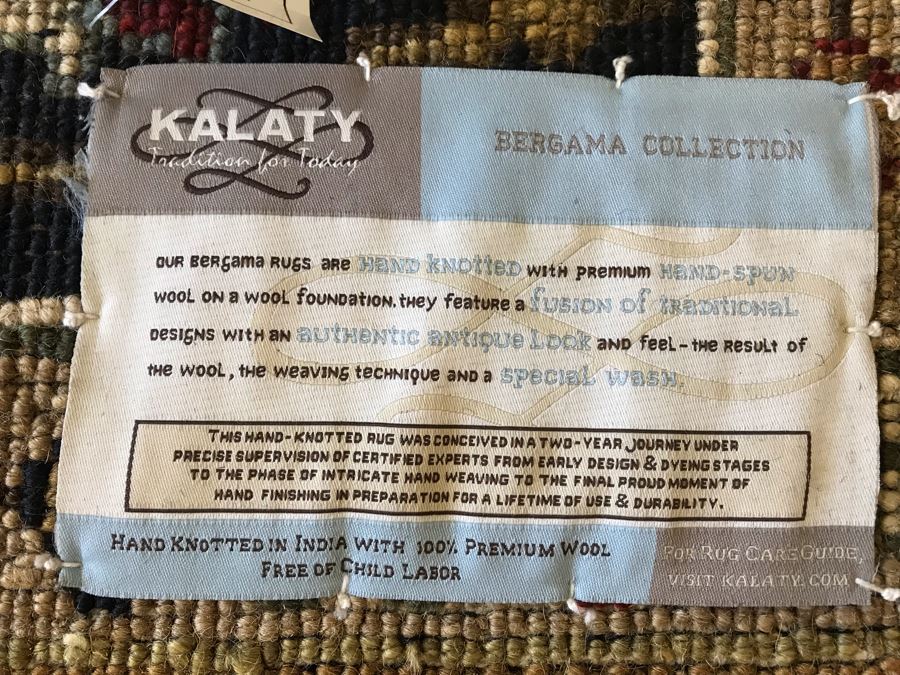 KALATY
Tradition for Today
BERGAMA COLLECTION
OUR BERGAMA RUGS ARE HAND KNOTTED WITH PREMIUM HAND-SPUN
WOOL ON A WOOL FOUNDATION. THEY FEATURE A FUSION OF TRADITIONAL
DESIGNS WITH AN AUTHENTIC ANTIQUE LOOK AND FEEL - THE RESULT OF
THE WOOL, THE WEAVING TECHNIQUE AND A SPECIAL WASH.
THIS HAND-KNOTTED RUG WAS CONCEIVED IN A TWO-YEAR JOURNEY UNDER
PRECISE SUPERVISION OF CERTIFIED EXPERTS FROM EARLY DESIGN & DYEING STAGES
TO THE PHASE OF INTRICATE HAND WEAVING TO THE FINAL PROUD MOMENT OF
HAND FINISHING IN PREPARATION FOR A LIFETIME OF USE & DURABILITY.
HAND KNOTTED IN INDIA WITH 100% PREMIUM WOOL
FREE OF CHILD LABOR
FOR RUG CARE GUIDE,
VISIT KALATY.COM